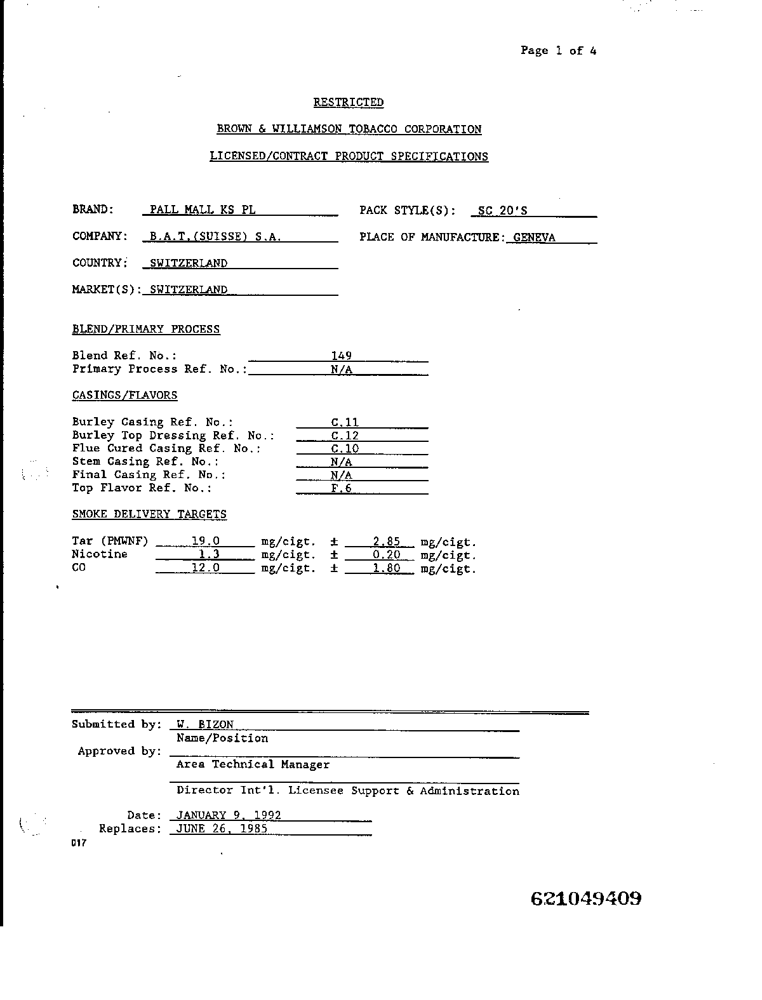 Page 1 of 4
RESTRICTED
BROWN & WILLIAMSON TOBACCO CORPORATION
LICENSED/CONTRACT PRODUCT SPECIFICATIONS
BRAND: PALL MALL KS PL PACK STYLE(S): SC 20'S
COMPANY: B.A.T.(SUISSE) S.A. PLACE OF MANUFACTURE: GENEVA
COUNTRY: SWITZERLAND
MARKET(S): SWITZERLAND
BLEND/PRIMARY PROCESS
Blend Ref. No.: 149
Primary Process Ref. No.: N/A
CASINGS/FLAVORS
Burley Casing Ref. No.: C.11
Burley Top Dressing Ref. No.: C.12
Flue Cured Casing Ref. No.: C.10
Stem Casing Ref. No.: N/A
Final Casing Ref. No.: N/A
Top Flavor Ref. No.: F.6
SMOKE DELIVERY TARGETS
Tar (PMWNF) 19.0 mg/cigt. ± 2.85 mg/cigt.
Nicotine 1.3 mg/cigt. ± 0.20 mg/cigt.
CO 12.0 mg/cigt. ± 1.80 mg/cigt.
Submitted by: W. BIZON
Name/Position
Approved by:
Area Technical Manager
Director Int'l. Licensee Support & Administration
Date: JANUARY 9, 1992
Replaces: JUNE 26, 1985
017
621049409